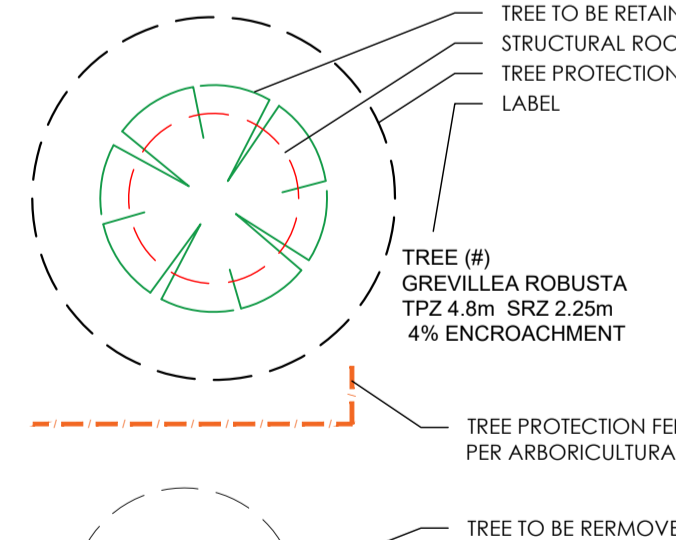 TREE TO BE RETAIN
STRUCTURAL ROO
TREE PROTECTION
LABEL
TREE (#)
GREVILLEA ROBUSTA
TPZ 4.8m SRZ 2.25m
4% ENCROACHMENT
TREE PROTECTION FE
PER ARBORICULTURA
TREE TO BE RERMOVE